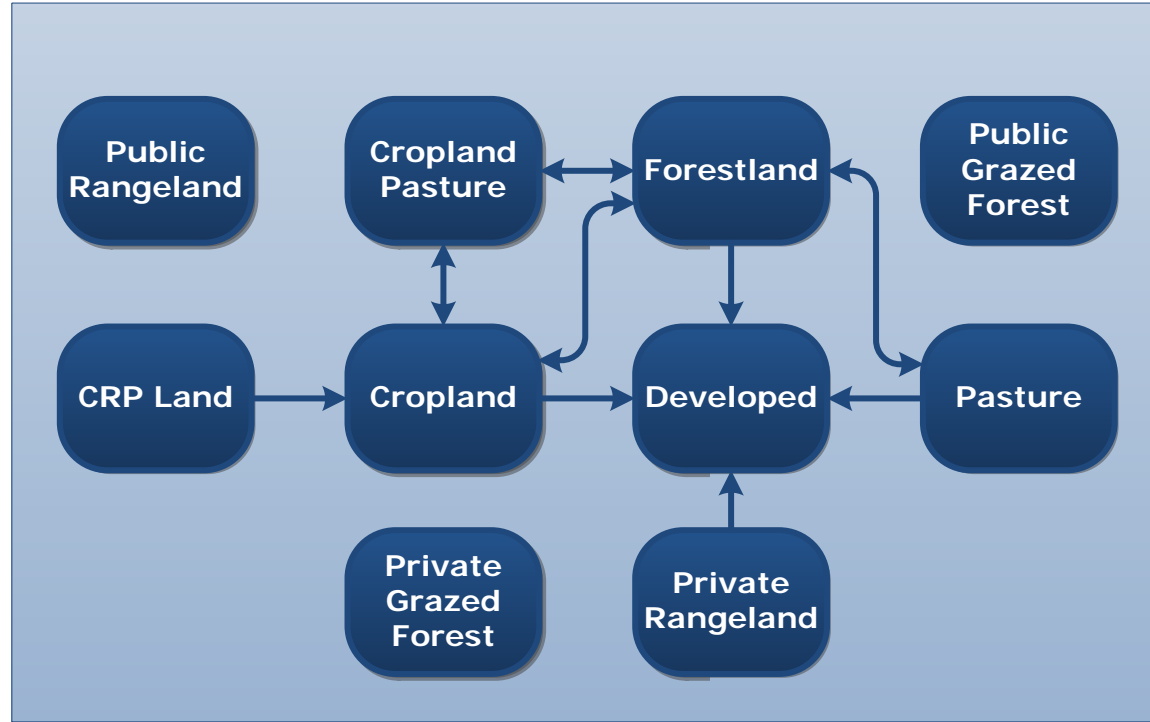 Public
Rangeland
Cropland
Pasture
Forestland
Public
Grazed
Forest
CRP Land
Cropland
Developed
Pasture
Private
Grazed
Forest
Private
Rangeland